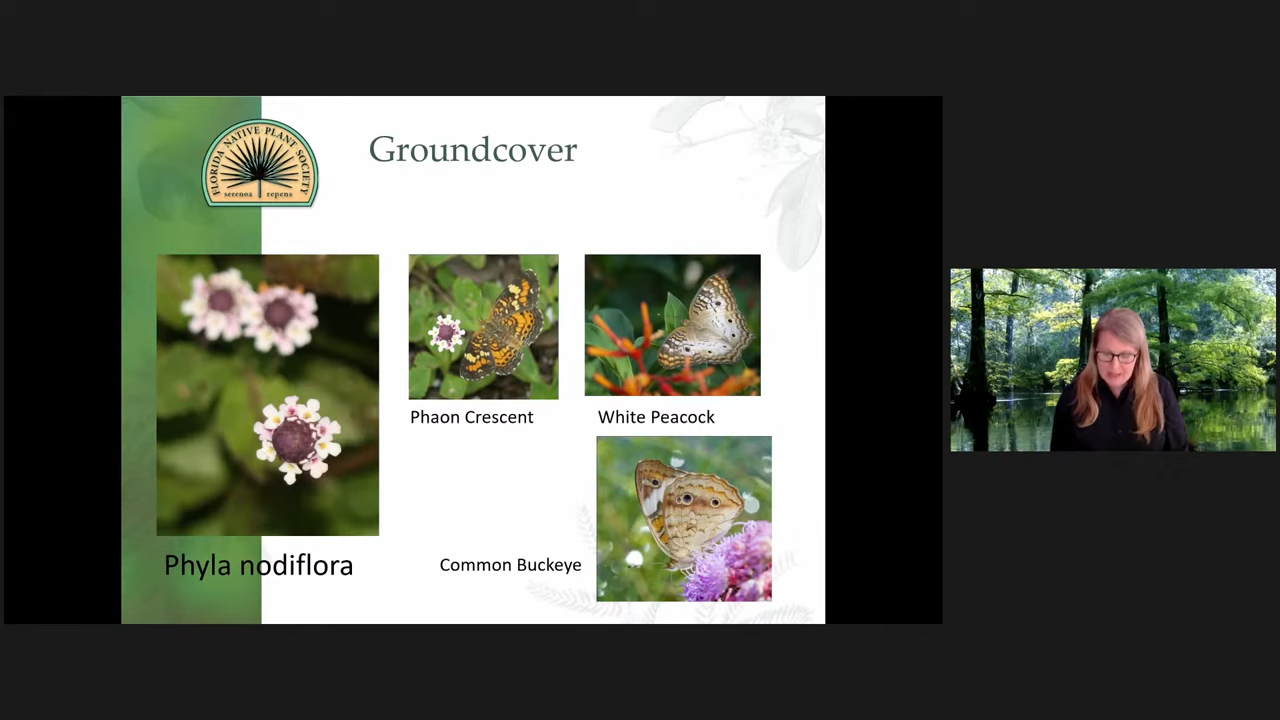 FLORIDA NATIVE PLANT SOCIETY
serenoa repens
Groundcover
Phaon Crescent
White Peacock
Phyla nodiflora
Common Buckeye